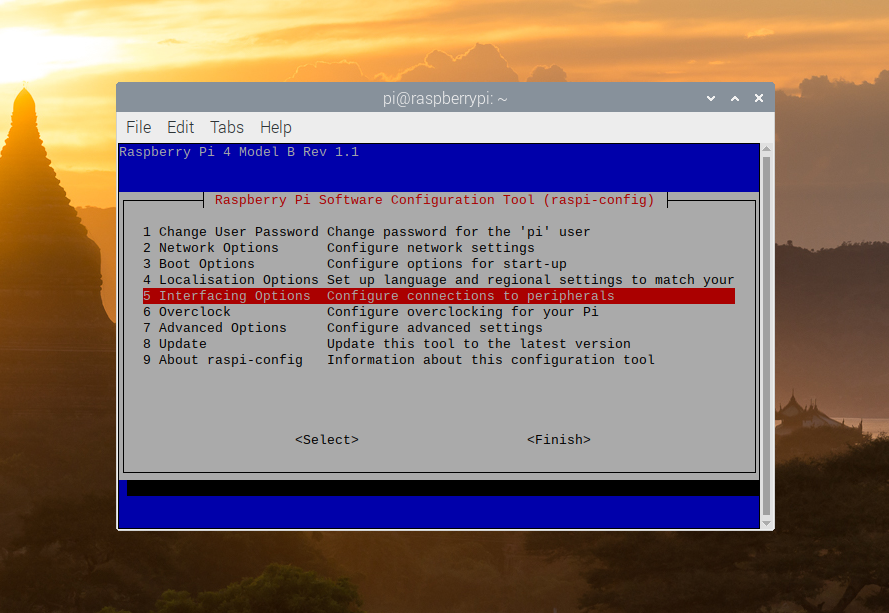 pi@raspberrypi: ~
File Edit Tabs Help
Raspberry Pi 4 Model B Rev 1.1
Raspberry Pi Software Configuration Tool (raspi-config)
1 Change User Password Change password for the 'pi' user
2 Network Options Configure network settings
3 Boot Options Configure options for start-up
4 Localisation Options Set up language and regional settings to match your
5 Interfacing Options Configure connections to peripherals
6 Overclock Configure overclocking for your Pi
7 Advanced Options Configure advanced settings
8 Update Update this tool to the latest version
9 About raspi-config Information about this configuration tool
<Select> <Finish>